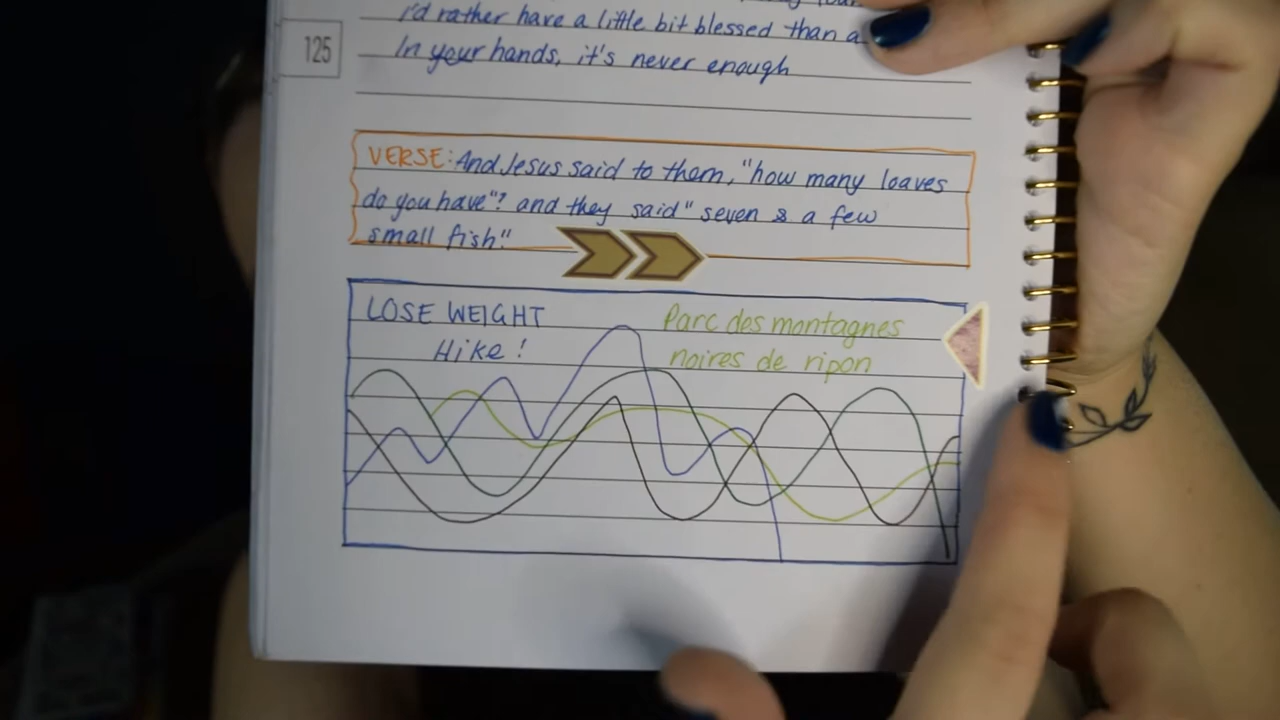 I'd rather have a little bit blessed than a
125
In your hands, it's never enough
VERSE: And Jesus said to them, "how many loaves
do you have"? and they said" seven & a few
small fish"
LOSE WEIGHT
Hike!
Parc des montagnes
noires de ripon